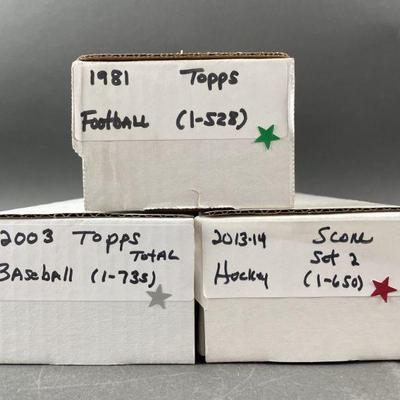 1981 Topps
Football (1-528)
2003 Topps
Total
Baseball (1-735)
2013-14 Score
Set 2
Hockey (1-650)